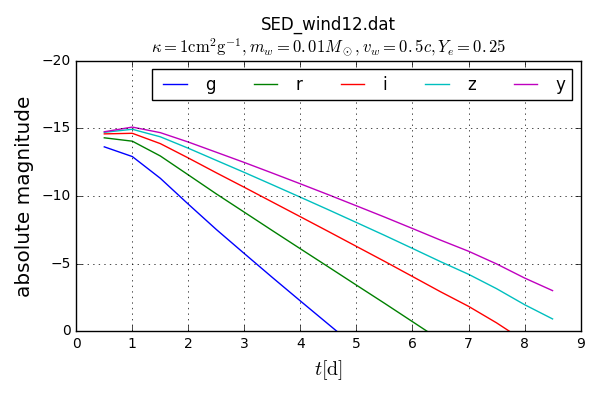 SED_wind12.dat
κ = 1cm²g⁻¹, m_w = 0.01M_⊙, v_w = 0.5c, Y_e = 0.25
g r i z y
−20
−15
−10
−5
0
absolute magnitude
0 1 2 3 4 5 6 7 8 9
t[d]